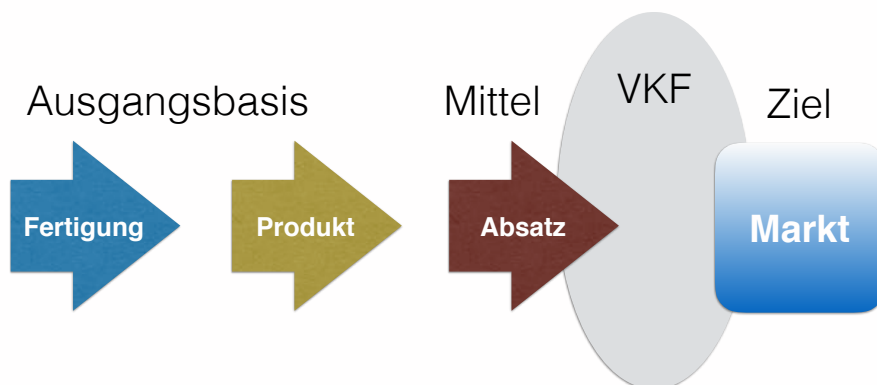 Ausgangsbasis
Mittel
VKF
Ziel
Fertigung
Produkt
Absatz
Markt